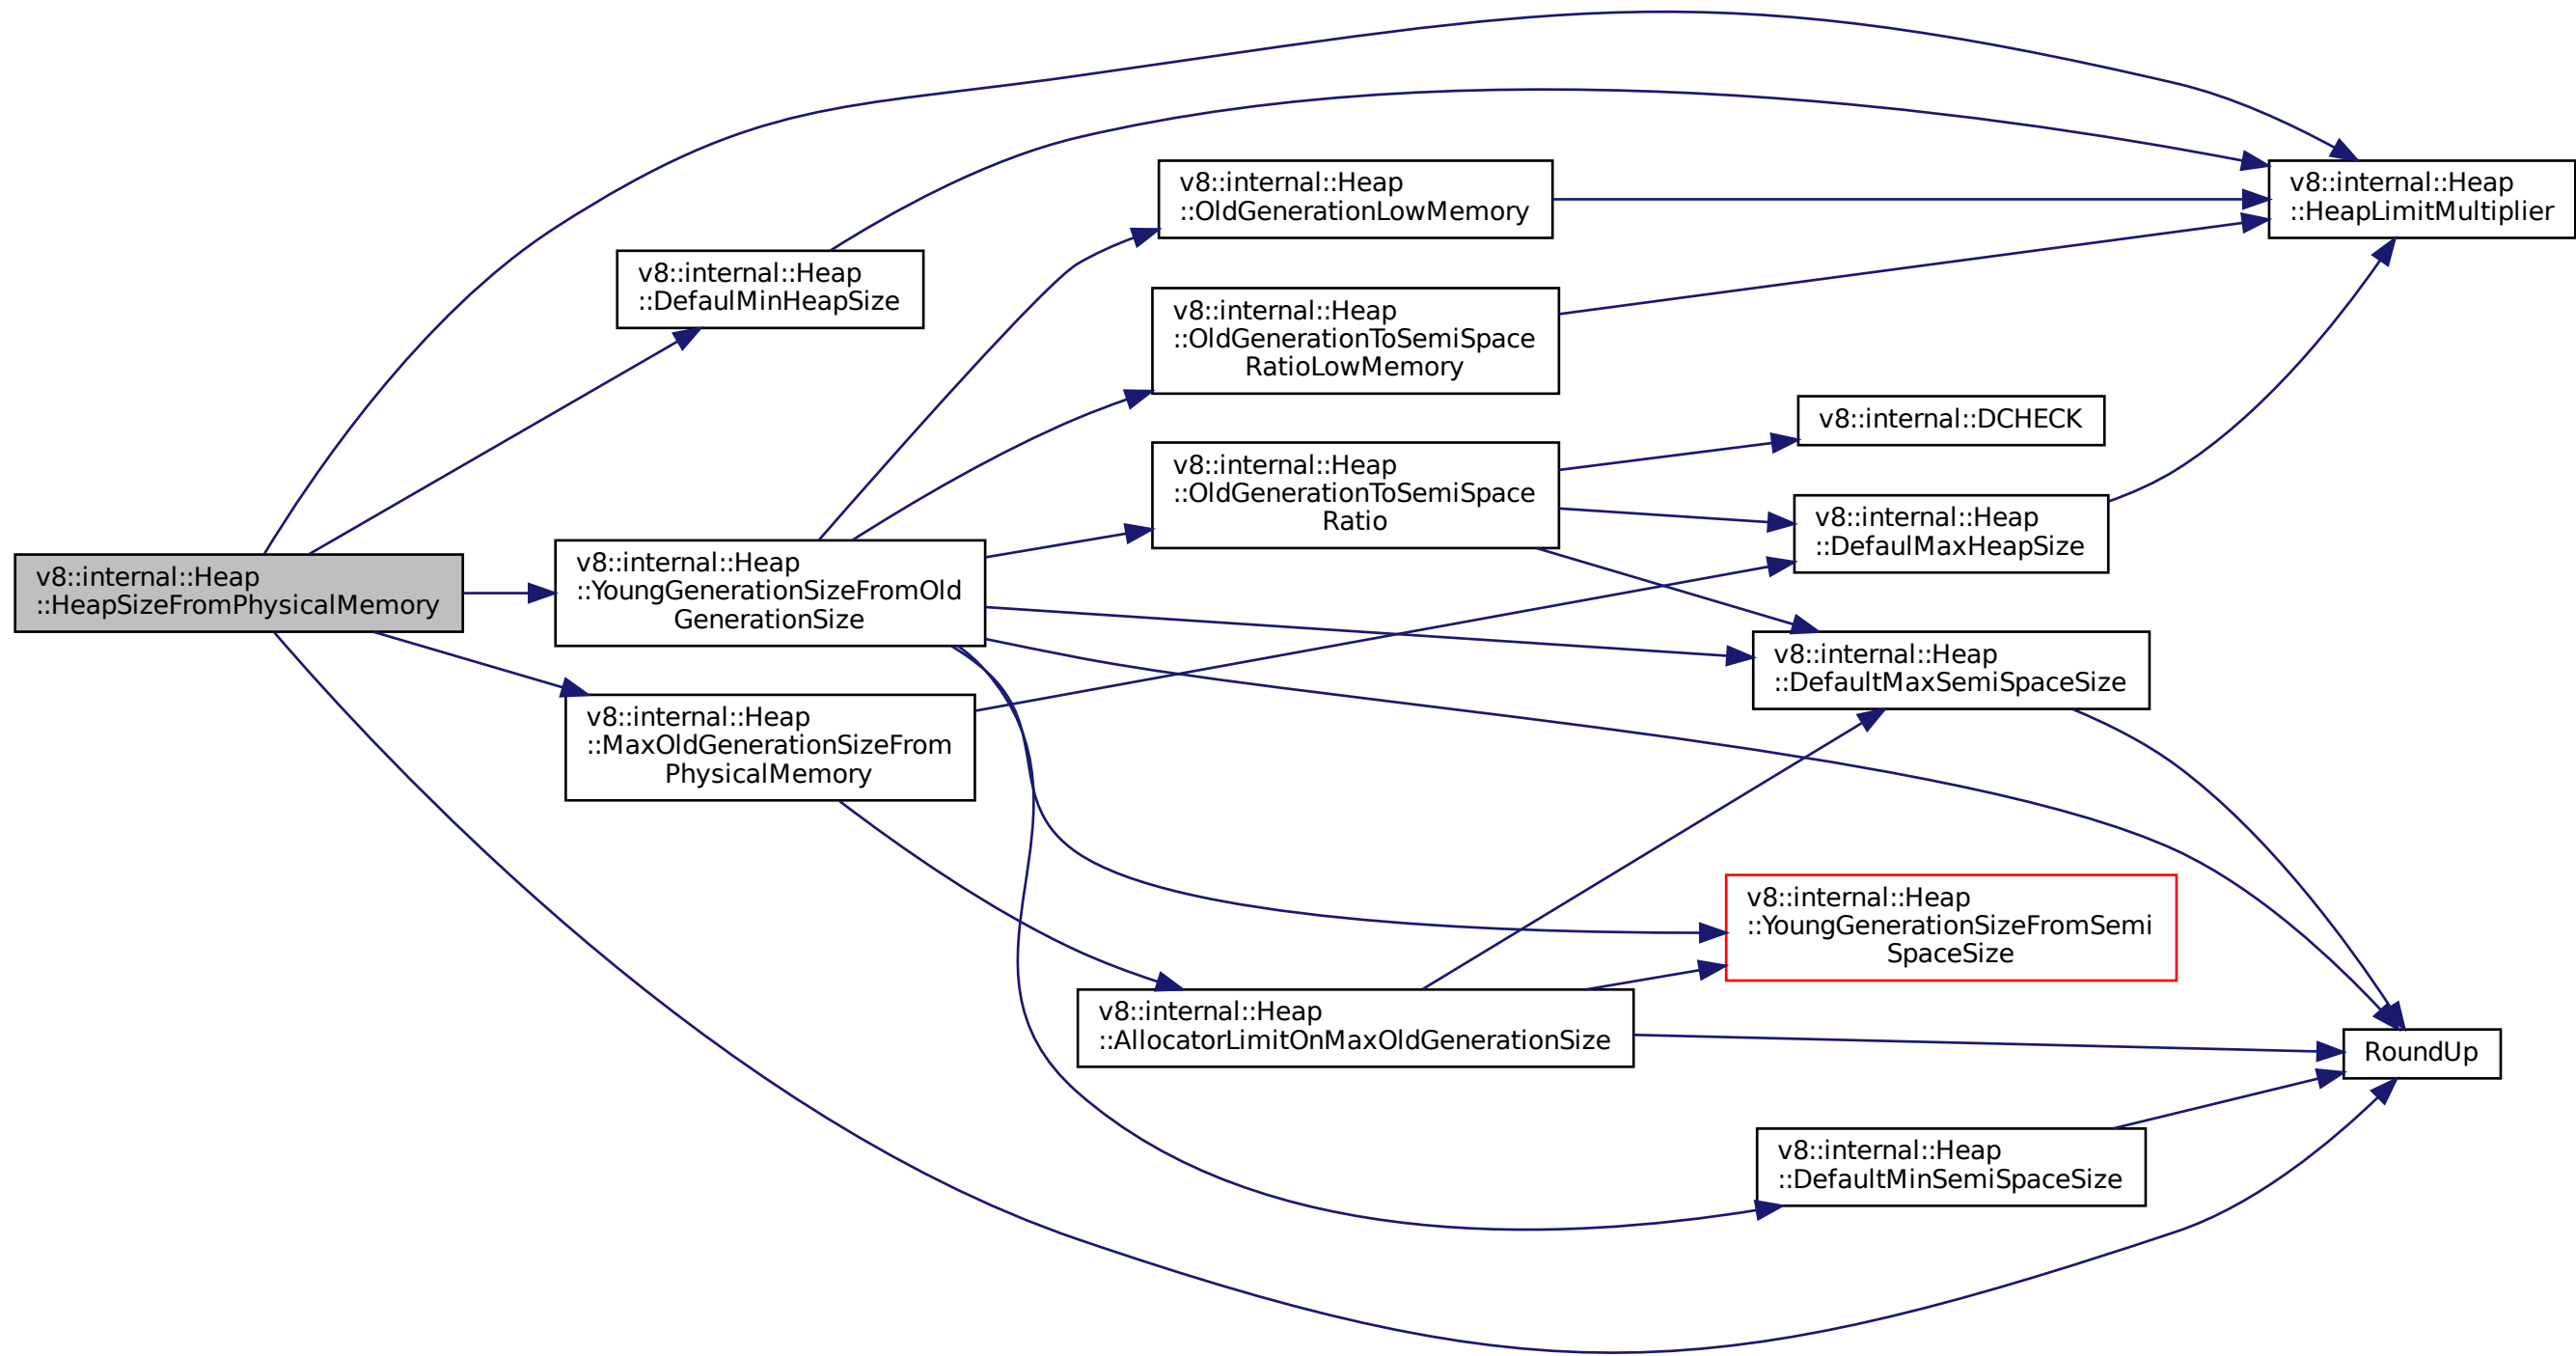 v8::internal::Heap
::HeapSizeFromPhysicalMemory
v8::internal::Heap
::DefaulMinHeapSize
v8::internal::Heap
::YoungGenerationSizeFromOld
GenerationSize
v8::internal::Heap
::MaxOldGenerationSizeFrom
PhysicalMemory
v8::internal::Heap
::OldGenerationLowMemory
v8::internal::Heap
::OldGenerationToSemiSpace
RatioLowMemory
v8::internal::Heap
::OldGenerationToSemiSpace
Ratio
v8::internal::Heap
::AllocatorLimitOnMaxOldGenerationSize
v8::internal::DCHECK
v8::internal::Heap
::DefaulMaxHeapSize
v8::internal::Heap
::DefaultMaxSemiSpaceSize
v8::internal::Heap
::YoungGenerationSizeFromSemi
SpaceSize
v8::internal::Heap
::DefaultMinSemiSpaceSize
v8::internal::Heap
::HeapLimitMultiplier
RoundUp